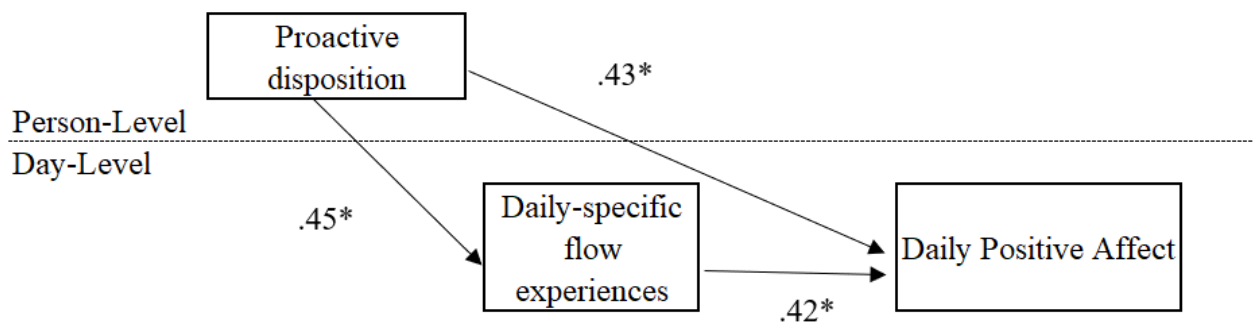 Proactive
disposition
.43*
Person-Level
Day-Level
.45*
Daily-specific
flow
experiences
Daily Positive Affect
.42*